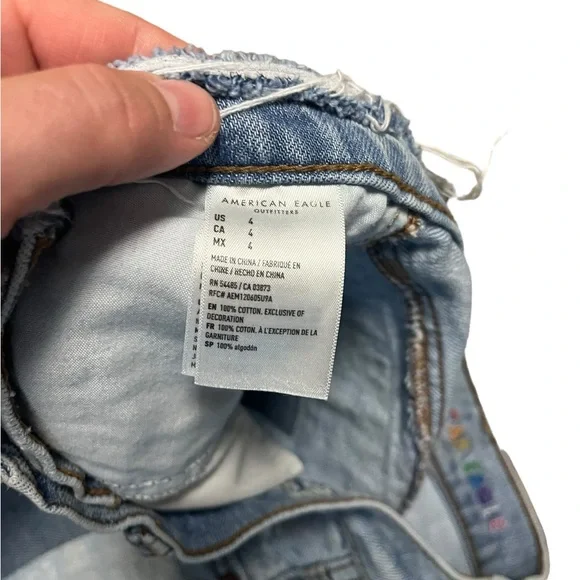 AMERICAN EAGLE
OUTFITTERS
US 4
CA 4
MX 4
MADE IN CHINA / FABRIQUÉ EN
CHINE / HECHO EN CHINA
RN 54485 / CA 03873
RFC# AEM120605U9A
EN 100% COTTON. EXCLUSIVE OF
DECORATION
FR 100% COTON. À L'EXCEPTION DE LA
GARNITURE
SP 100% algodón